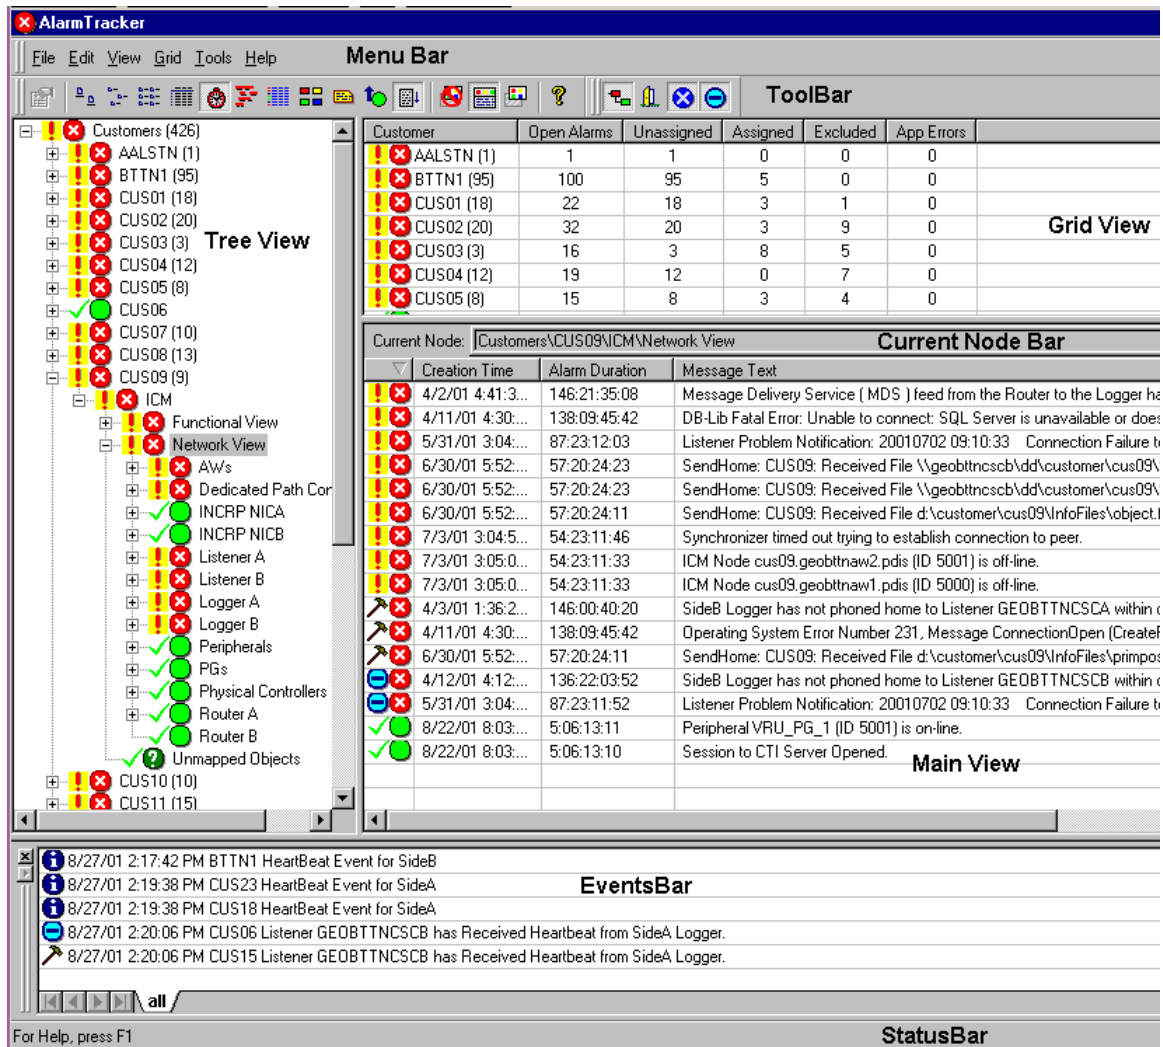 AlarmTracker
File Edit View Grid Tools Help Menu Bar
ToolBar
Customers (426)
AALSTN (1)
BTTN1 (95)
CUS01 (18)
CUS02 (20)
CUS03 (3) Tree View
CUS04 (12)
CUS05 (8)
CUS06
CUS07 (10)
CUS08 (13)
CUS09 (9)
ICM
Functional View
Network View
AWs
Dedicated Path Cor
INCRP NICA
INCRP NICB
Listener A
Listener B
Logger A
Logger B
Peripherals
PGs
Physical Controllers
Router A
Router B
Unmapped Objects
CUS10 (10)
CUS11 (15)
Customer Open Alarms Unassigned Assigned Excluded App Errors
AALSTN (1) 1 1 0 0 0
BTTN1 (95) 100 95 5 0 0
CUS01 (18) 22 18 3 1 0
CUS02 (20) 32 20 3 9 0 Grid View
CUS03 (3) 16 3 8 5 0
CUS04 (12) 19 12 0 7 0
CUS05 (8) 15 8 3 4 0
Current Node: Customers\CUS09\ICM\Network View Current Node Bar
Creation Time Alarm Duration Message Text
4/2/01 4:41:3... 146:21:35:08 Message Delivery Service ( MDS ) feed from the Router to the Logger ha
4/11/01 4:30:... 138:09:45:42 DB-Lib Fatal Error: Unable to connect: SQL Server is unavailable or does
5/31/01 3:04:... 87:23:12:03 Listener Problem Notification: 20010702 09:10:33 Connection Failure to
6/30/01 5:52:... 57:20:24:23 SendHome: CUS09: Received File \\geobttncscb\dd\customer\cus09\
6/30/01 5:52:... 57:20:24:23 SendHome: CUS09: Received File \\geobttncscb\dd\customer\cus09\
6/30/01 5:52:... 57:20:24:11 SendHome: CUS09: Received File d:\customer\cus09\InfoFiles\object.
7/3/01 3:04:5... 54:23:11:46 Synchronizer timed out trying to establish connection to peer.
7/3/01 3:05:0... 54:23:11:33 ICM Node cus09.geobttnaw2.pdis (ID 5001) is off-line.
7/3/01 3:05:0... 54:23:11:33 ICM Node cus09.geobttnaw1.pdis (ID 5000) is off-line.
4/3/01 1:36:2... 146:00:40:20 SideB Logger has not phoned home to Listener GEOBTTNCSCA within
4/11/01 4:30:... 138:09:45:42 Operating System Error Number 231, Message ConnectionOpen (CreateF
6/30/01 5:52:... 57:20:24:11 SendHome: CUS09: Received File d:\customer\cus09\InfoFiles\primpos
4/12/01 4:12:... 136:22:03:52 SideB Logger has not phoned home to Listener GEOBTTNCSCB within
5/31/01 3:04:... 87:23:11:52 Listener Problem Notification: 20010702 09:10:33 Connection Failure to
8/22/01 8:03:... 5:06:13:11 Peripheral VRU_PG_1 (ID 5001) is on-line.
8/22/01 8:03:... 5:06:13:10 Session to CTI Server Opened.
Main View
8/27/01 2:17:42 PM BTTN1 HeartBeat Event for SideB
8/27/01 2:19:38 PM CUS23 HeartBeat Event for SideA EventsBar
8/27/01 2:19:38 PM CUS18 HeartBeat Event for SideA
8/27/01 2:20:06 PM CUS06 Listener GEOBTTNCSCB has Received Heartbeat from SideA Logger.
8/27/01 2:20:06 PM CUS15 Listener GEOBTTNCSCB has Received Heartbeat from SideA Logger.
all
For Help, press F1 StatusBar